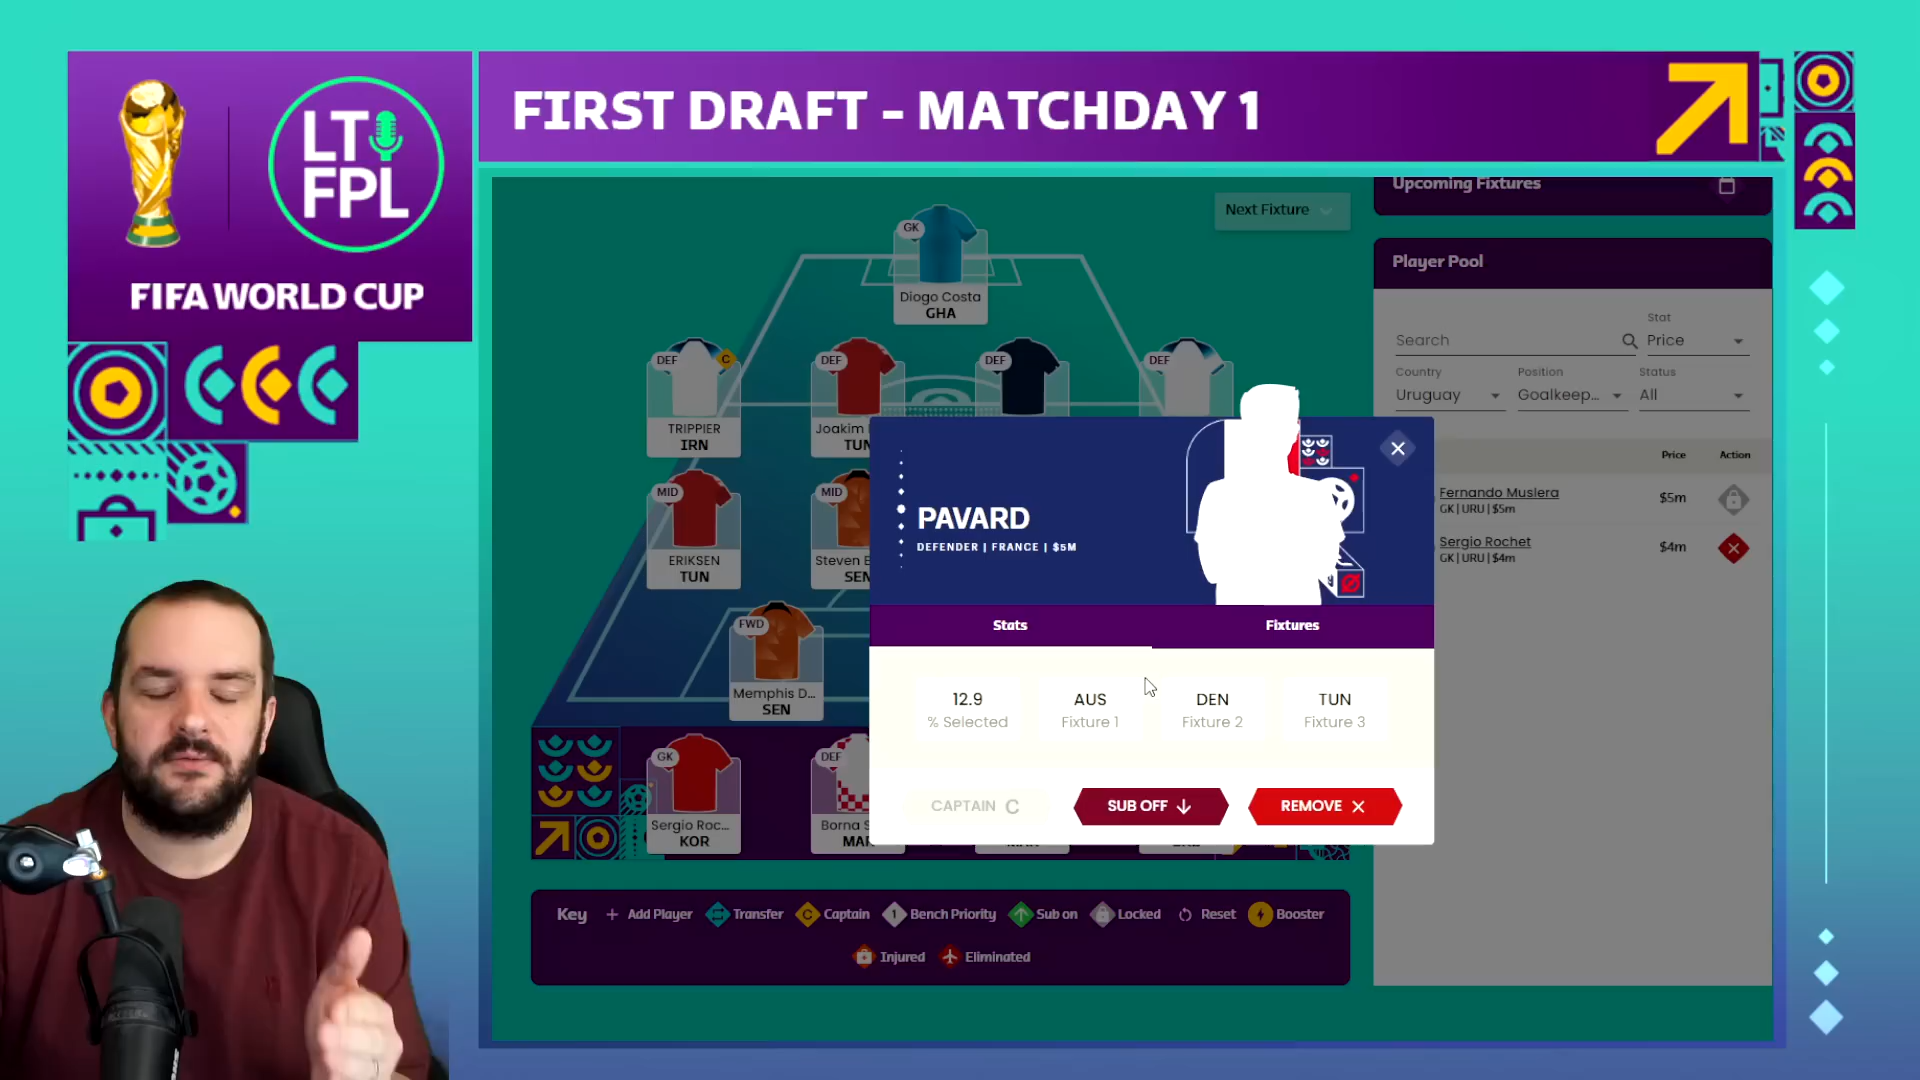 LT
FPL
FIFA WORLD CUP
FIRST DRAFT - MATCHDAY 1
Next Fixture
Upcoming Fixtures
Player Pool
Search
Stat
Price
Country
Uruguay
Position
Goalkeep...
Status
All
Price
Action
Fernando Muslera
GK | URU | $5m
$5m
Sergio Rochet
GK | URU | $4m
$4m
GK
Diogo Costa
GHA
DEF
C
TRIPPIER
IRN
DEF
Joakim
TUN
DEF
DEF
MID
ERIKSEN
TUN
MID
Steven
SEN
FWD
Memphis D...
SEN
GK
Sergio Roc...
KOR
DEF
Borna
PAVARD
DEFENDER | FRANCE | $5M
Stats
Fixtures
12.9
% Selected
AUS
Fixture 1
DEN
Fixture 2
TUN
Fixture 3
CAPTAIN C
SUB OFF
REMOVE
Key
Add Player
Transfer
C
Captain
1
Bench Priority
Sub on
Locked
Reset
Booster
Injured
Eliminated